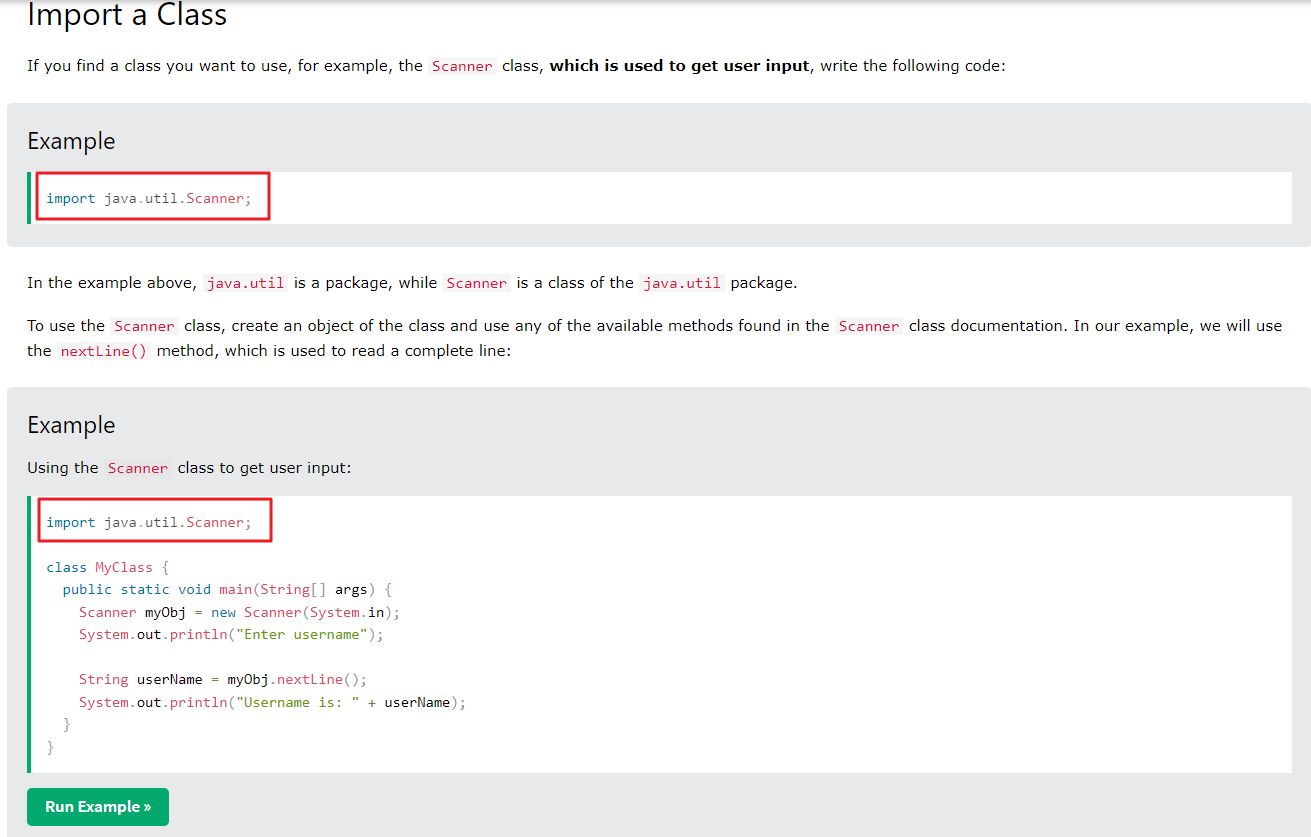 Import a Class
If you find a class you want to use, for example, the Scanner class, which is used to get user input, write the following code:
Example
import java.util.Scanner;
In the example above, java.util is a package, while Scanner is a class of the java.util package.
To use the Scanner class, create an object of the class and use any of the available methods found in the Scanner class documentation. In our example, we will use
the nextLine() method, which is used to read a complete line:
Example
Using the Scanner class to get user input:
import java.util.Scanner;
class MyClass {
  public static void main(String[] args) {
    Scanner myObj = new Scanner(System.in);
    System.out.println("Enter username");
    String userName = myObj.nextLine();
    System.out.println("Username is: " + userName);
  }
}
Run Example »